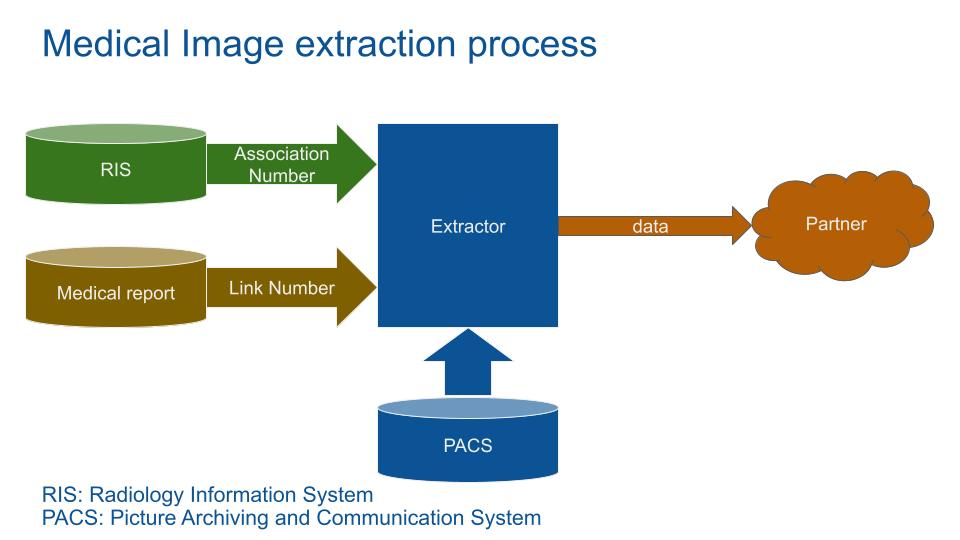 Medical Image extraction process
RIS
Association
Number
Extractor
data
Partner
Medical report
Link Number
PACS
RIS: Radiology Information System
PACS: Picture Archiving and Communication System